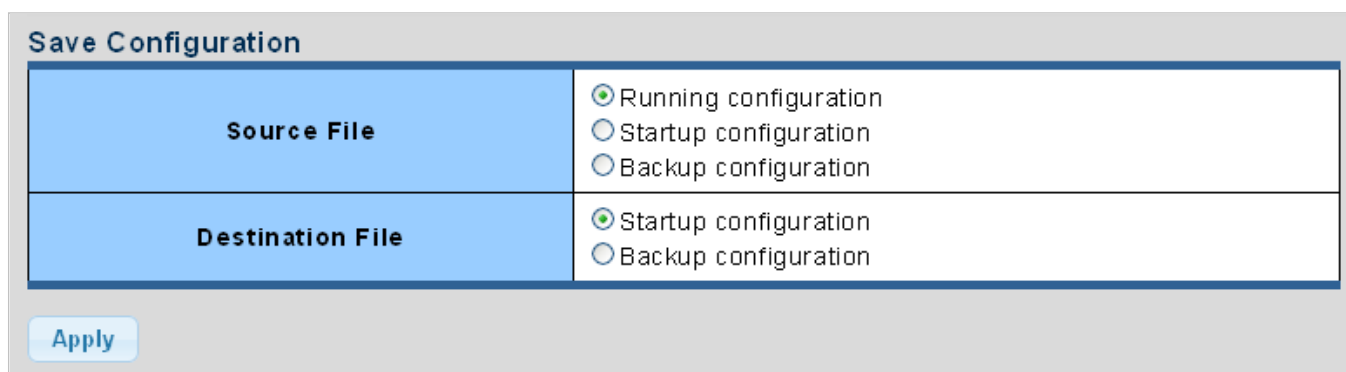 Save Configuration
Source File
Running configuration
Startup configuration
Backup configuration
Destination File
Startup configuration
Backup configuration
Apply